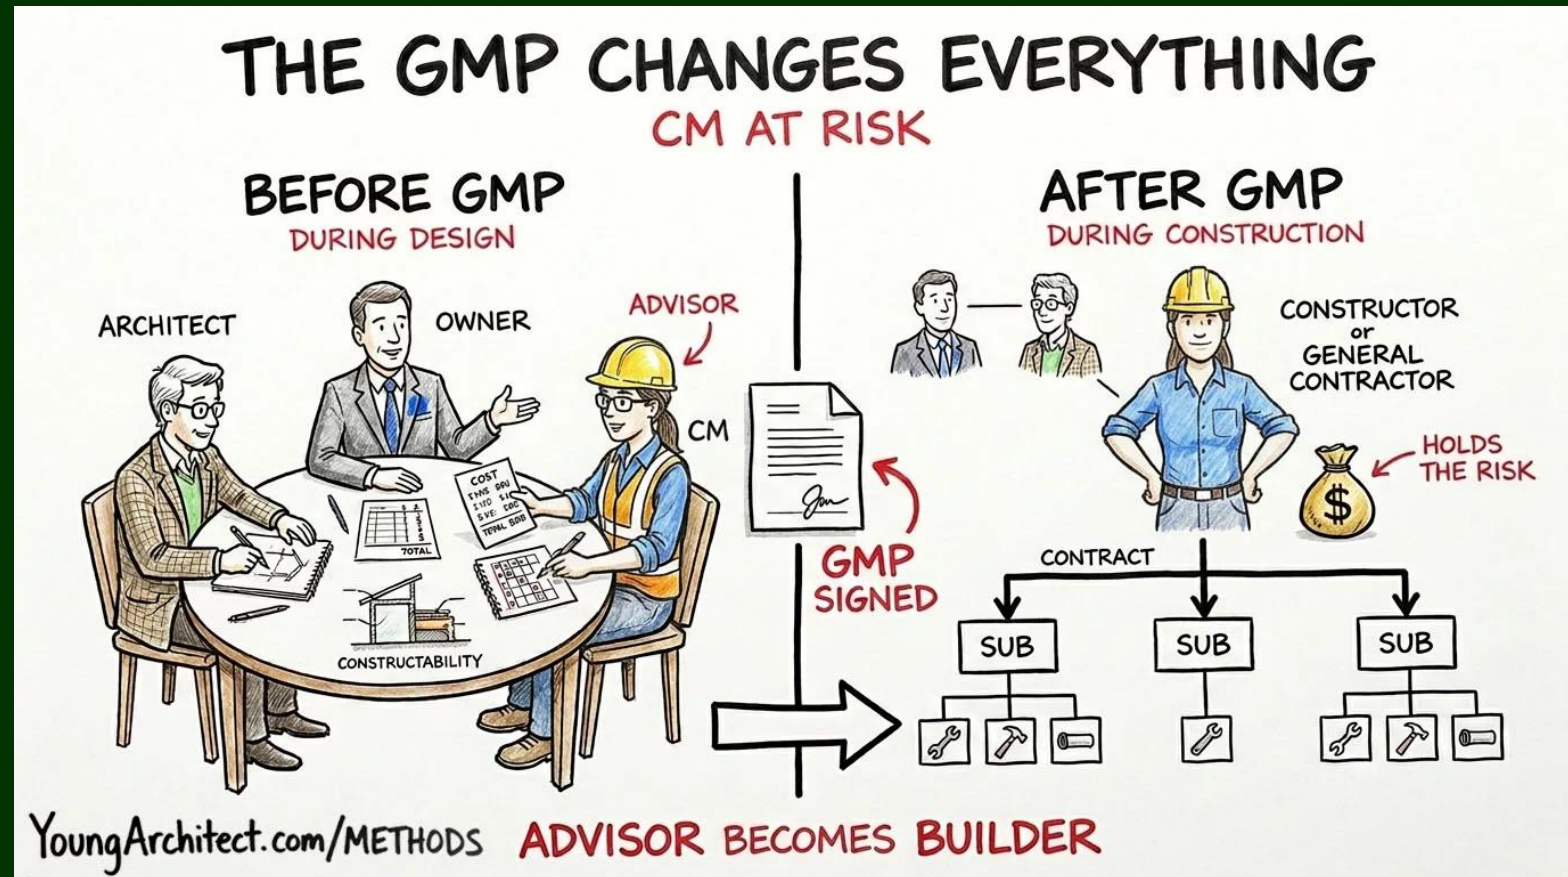 THE GMP CHANGES EVERYTHING
CM AT RISK
BEFORE GMP
DURING DESIGN
ARCHITECT
OWNER
ADVISOR
CM
COST
TOTAL
CONSTRUCTABILITY
GMP
SIGNED
AFTER GMP
DURING CONSTRUCTION
CONSTRUCTOR
or
GENERAL
CONTRACTOR
HOLDS
THE RISK
$
CONTRACT
SUB
SUB
SUB
YoungArchitect.com/METHODS
ADVISOR BECOMES BUILDER